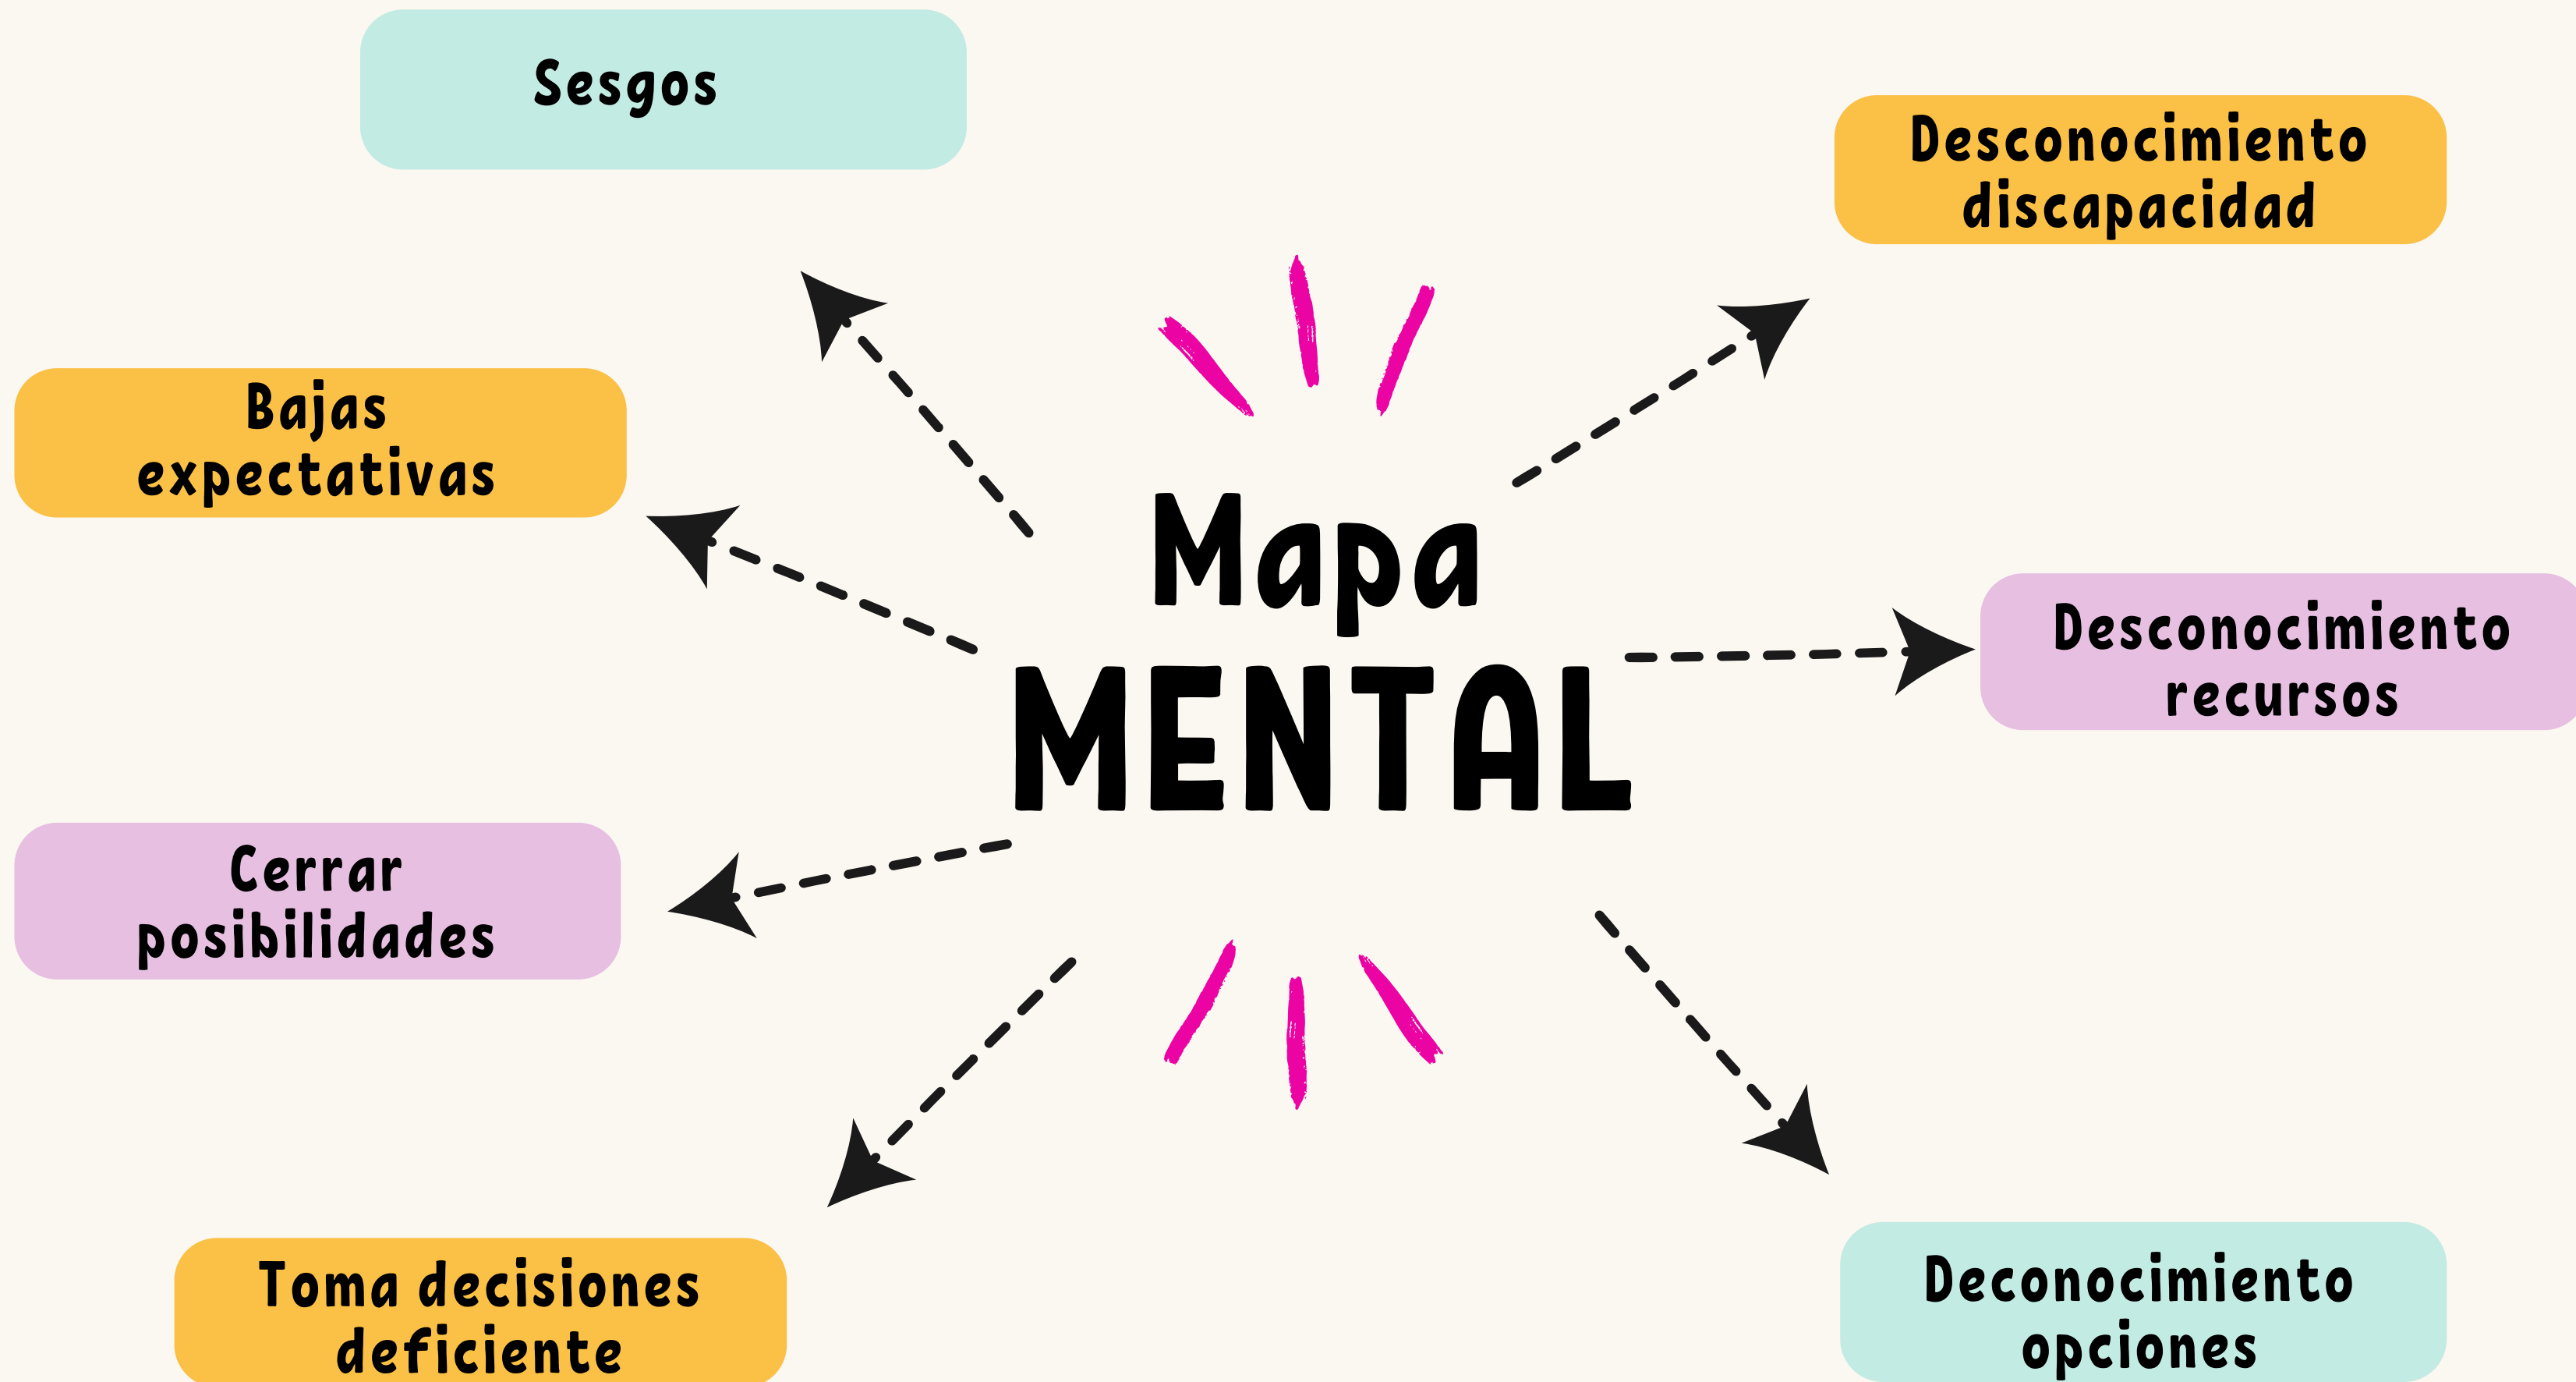 Sesgos
Desconocimiento
discapacidad
Bajas
expectativas
Mapa
MENTAL
Desconocimiento
recursos
Cerrar
posibilidades
Toma decisiones
deficiente
Deconocimiento
opciones